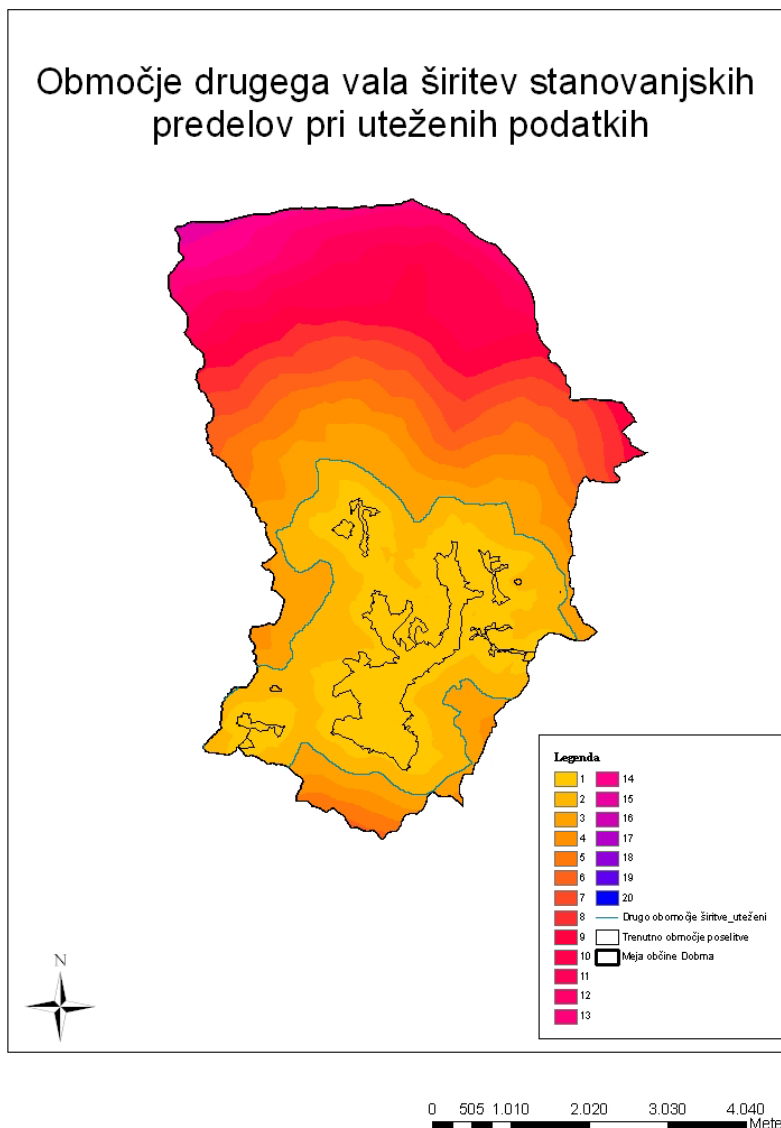 Območje drugega vala širitev stanovanjskih
predelov pri uteženih podatkih
N
Legenda
1
2
3
4
5
6
7
8
9
10
11
12
13
14
15
16
17
18
19
20
Drugo obomočje širitve_uteženi
Trenutno območje poselitve
Meja občine Dobrna
0 505 1.010 2.020 3.030 4.040
Mete